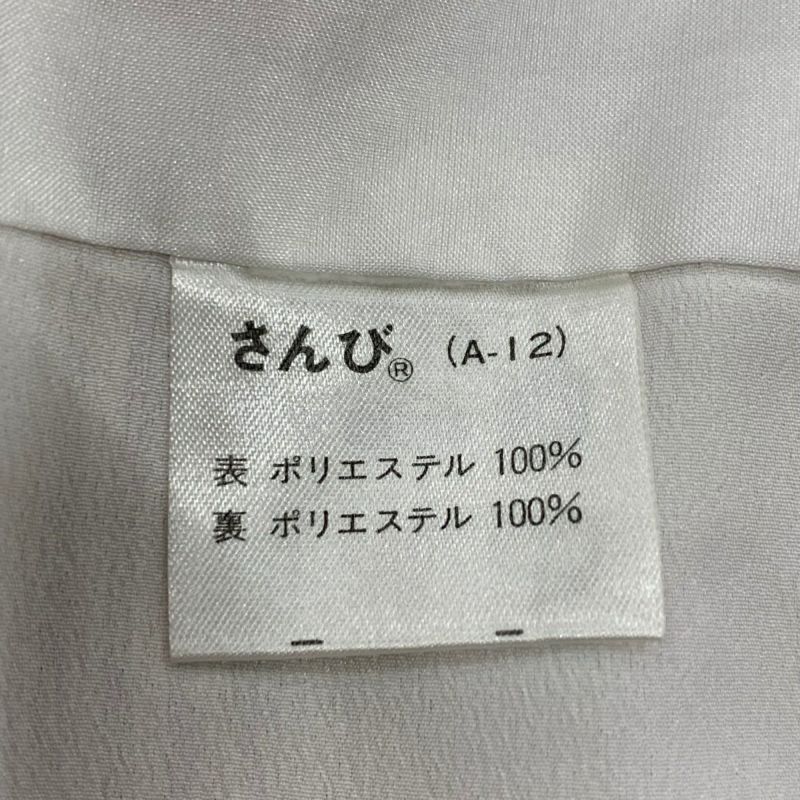 さんび® (A-12)
表 ポリエステル 100%
裏 ポリエステル 100%